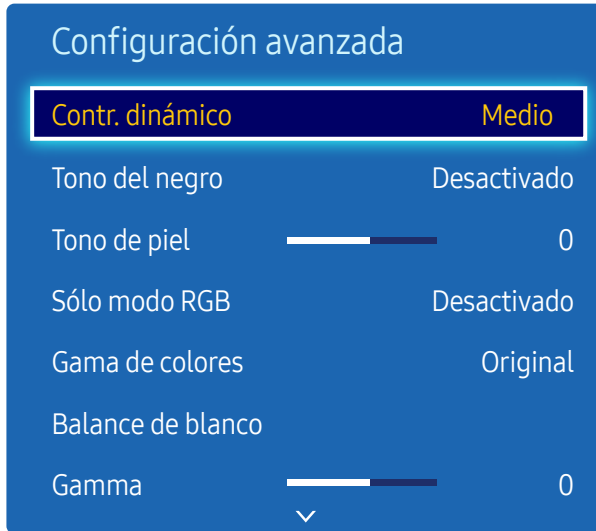 Configuración avanzada
Contr. dinámico Medio
Tono del negro Desactivado
Tono de piel 0
Sólo modo RGB Desactivado
Gama de colores Original
Balance de blanco
Gamma 0